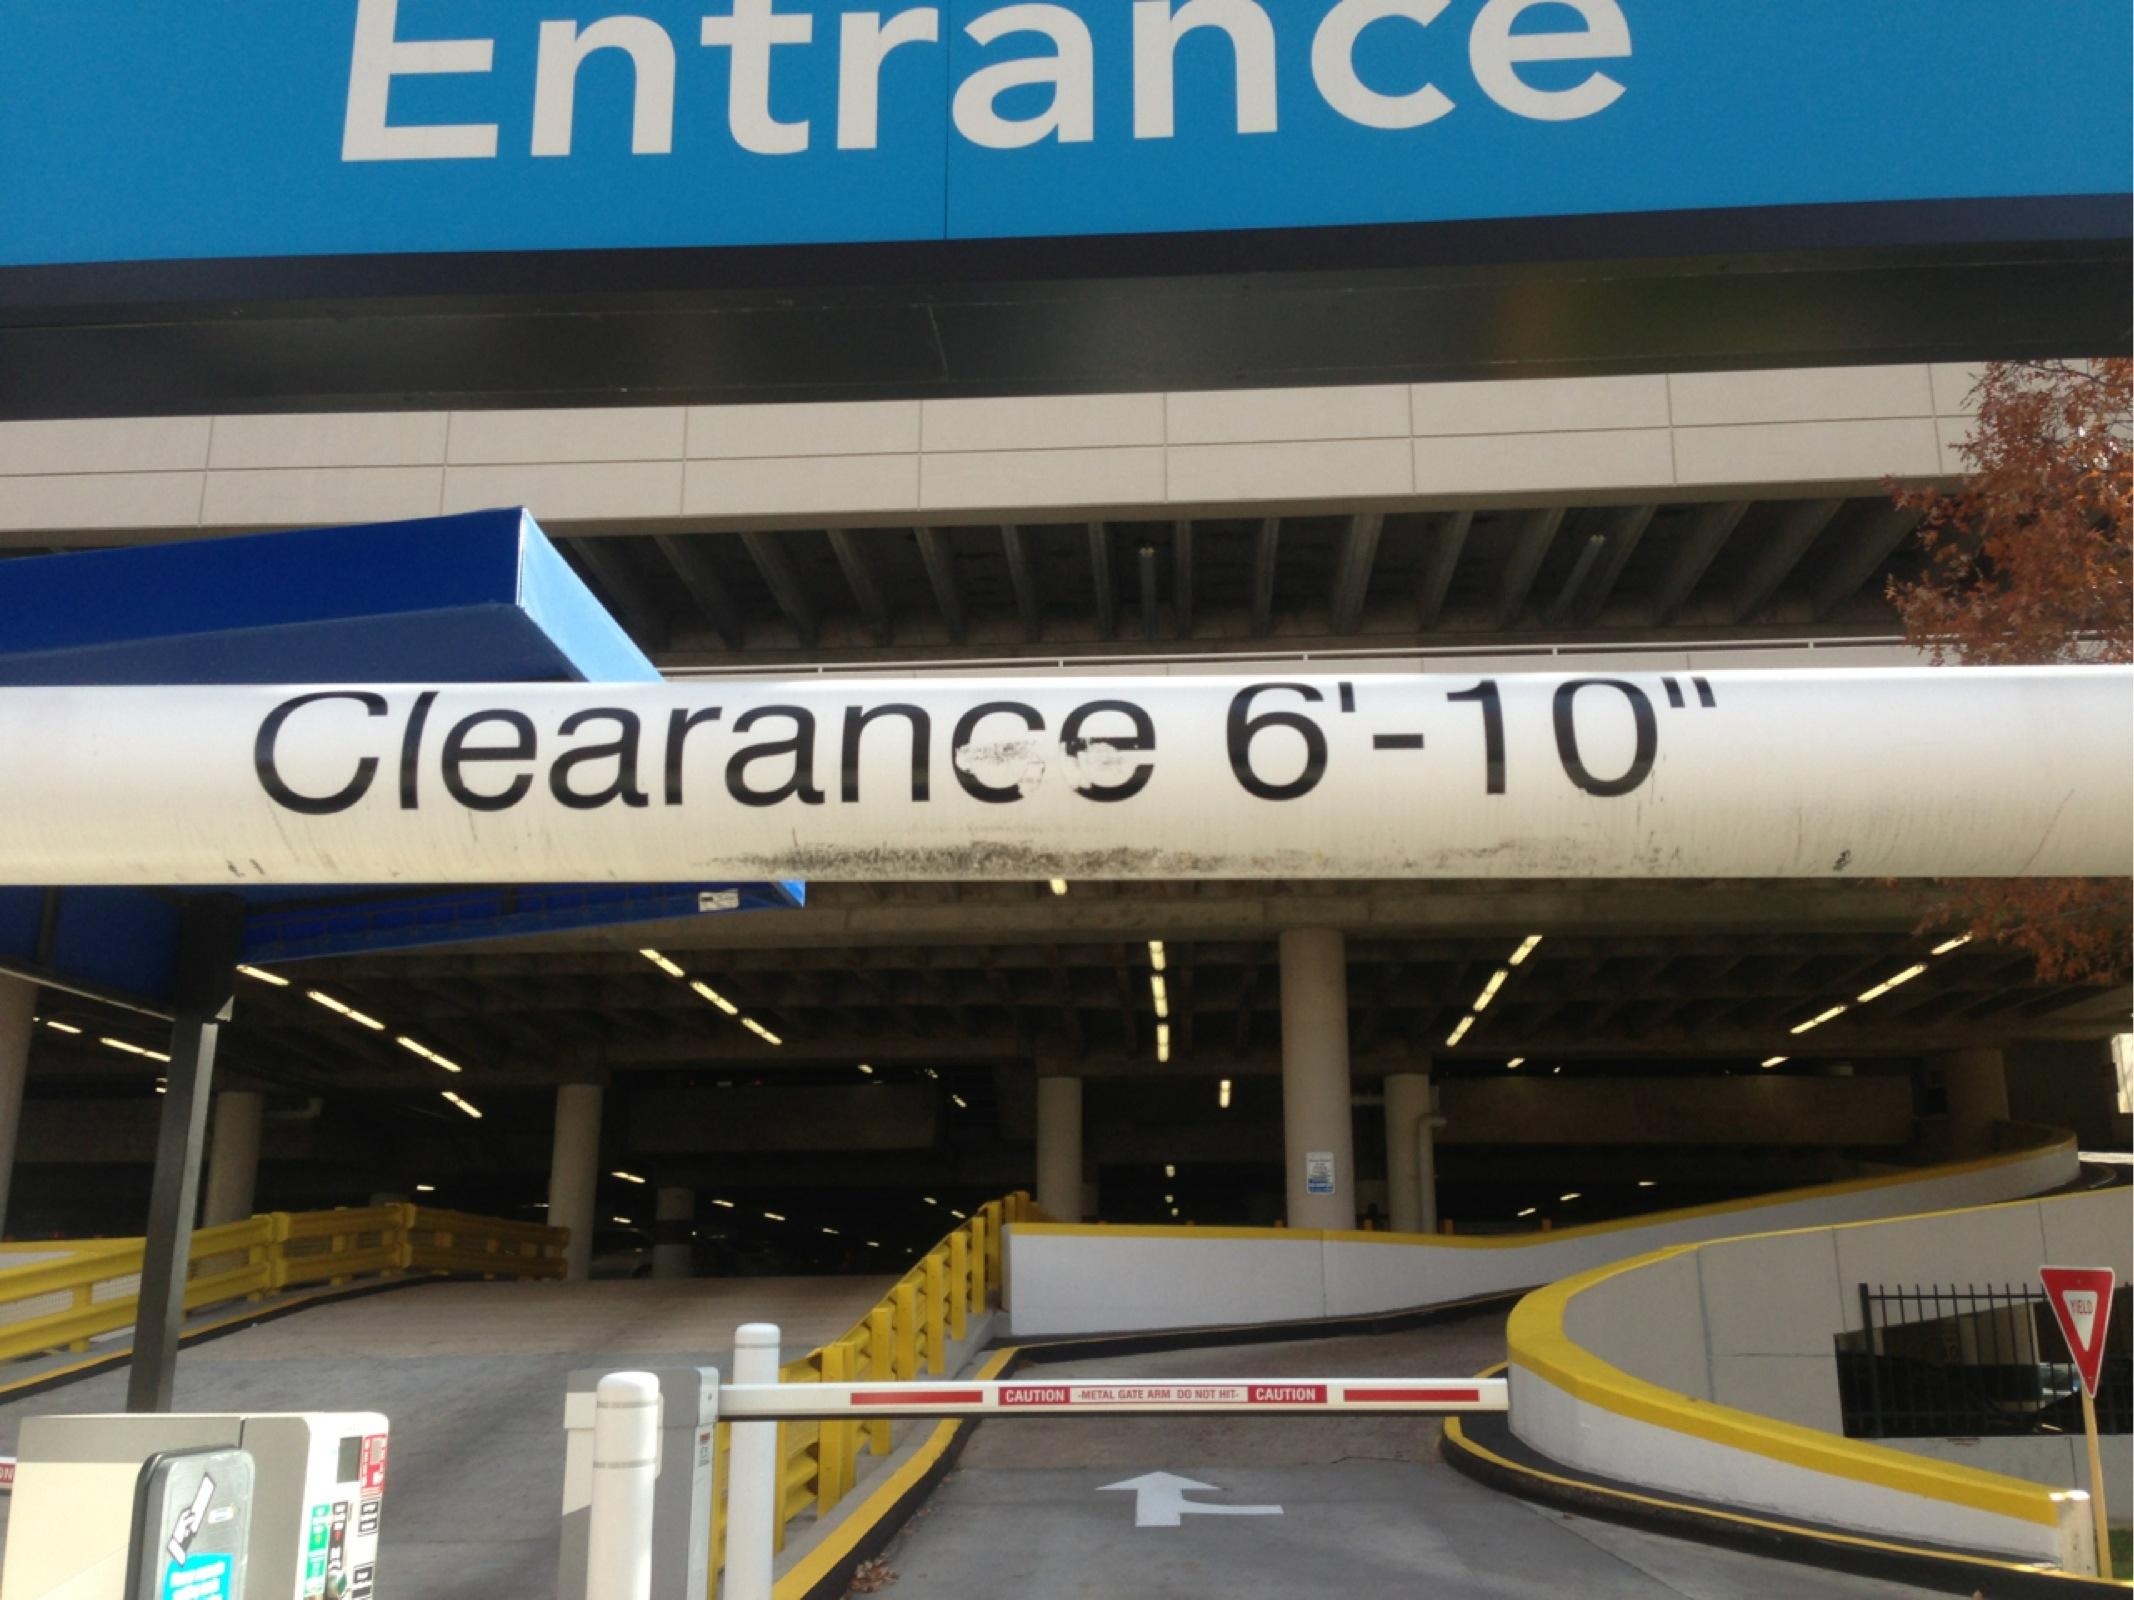 Entrance
Clearance 6'-10"
CAUTION -METAL GATE ARM DO NOT HIT- CAUTION
YIELD